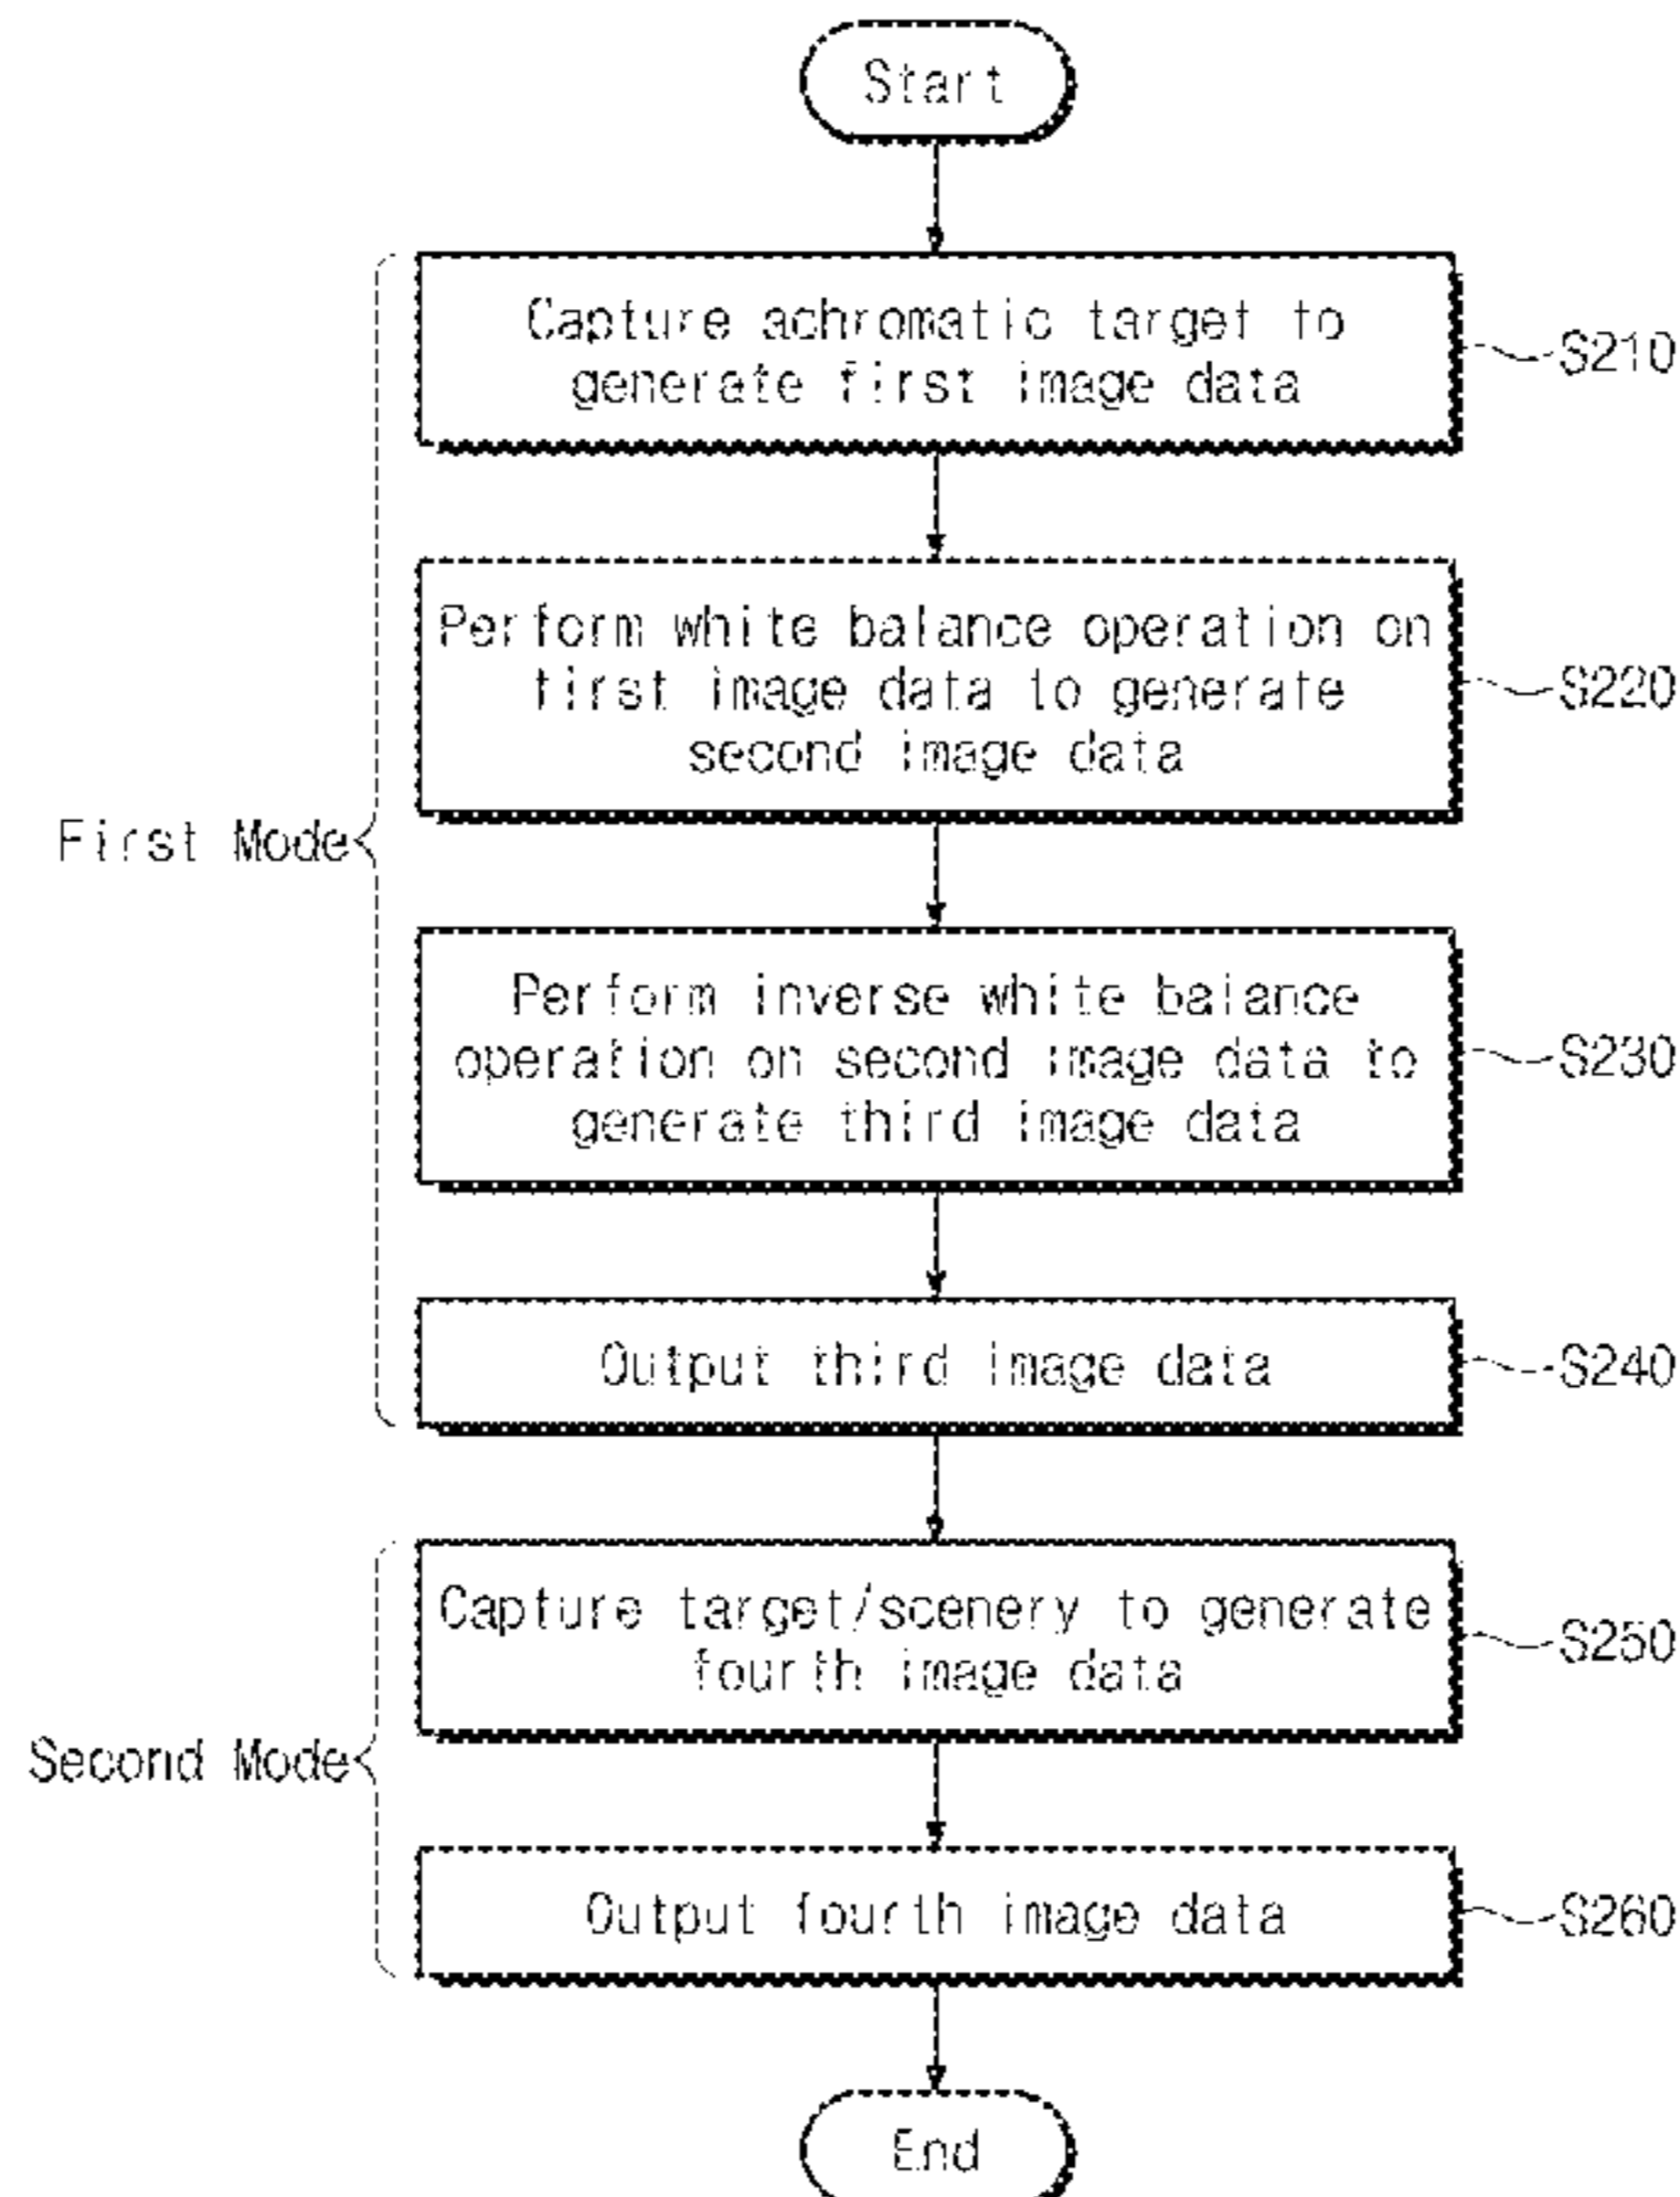 Start
Capture achromatic target to
generate first image data
S210
Perform white balance operation on
first image data to generate
second image data
S220
First Mode
Perform inverse white balance
operation on second image data to
generate third image data
S230
Output third image data
S240
Capture target/scenery to generate
fourth image data
S250
Second Mode
Output fourth image data
S260
End